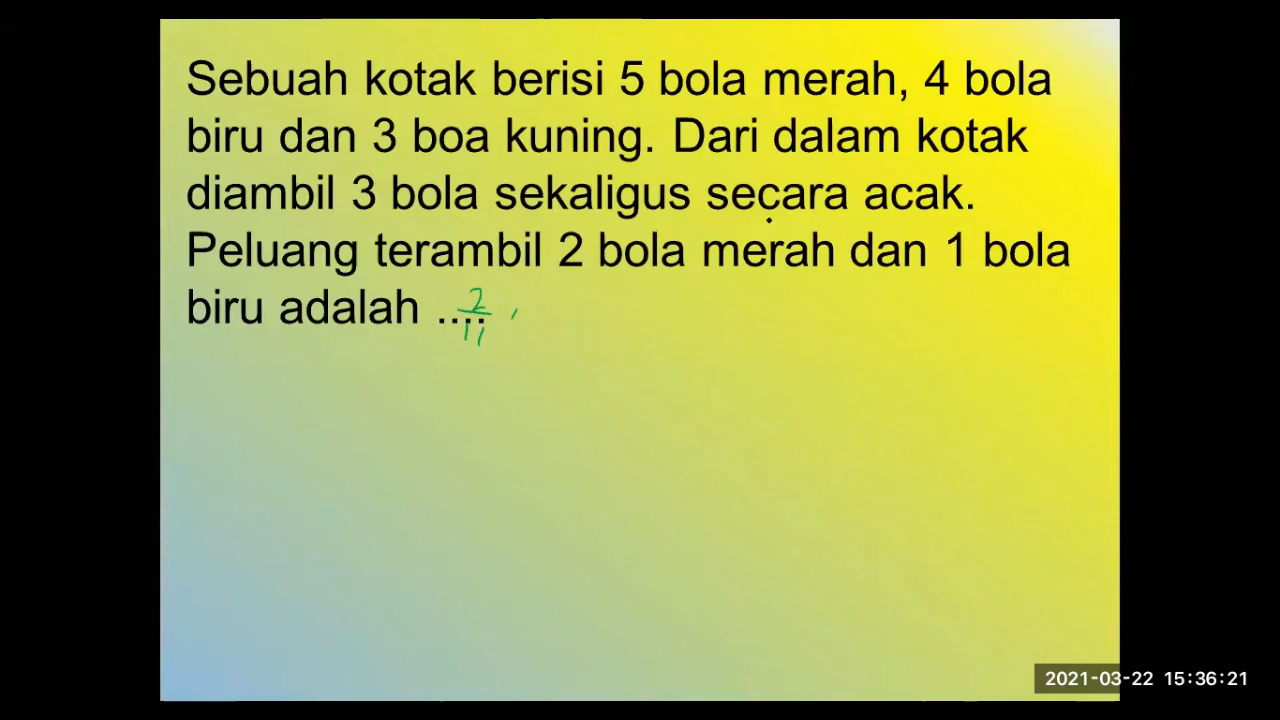 Sebuah kotak berisi 5 bola merah, 4 bola
biru dan 3 boa kuning. Dari dalam kotak
diambil 3 bola sekaligus secara acak.
Peluang terambil 2 bola merah dan 1 bola
biru adalah ....
2
11
2021-03-22 15:36:21